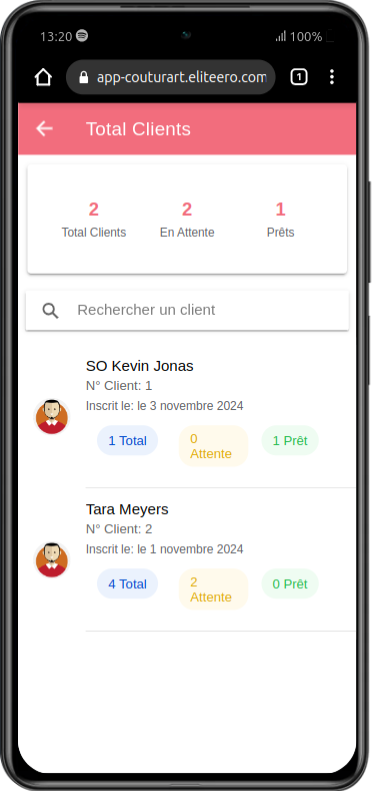 13:20 100%
app-couturart.eliteero.com 1
Total Clients
2 2 1
Total Clients En Attente Prêts
Rechercher un client
SO Kevin Jonas
N° Client: 1
Inscrit le: le 3 novembre 2024
1 Total 0 Attente 1 Prêt
Tara Meyers
N° Client: 2
Inscrit le: le 1 novembre 2024
4 Total 2 Attente 0 Prêt